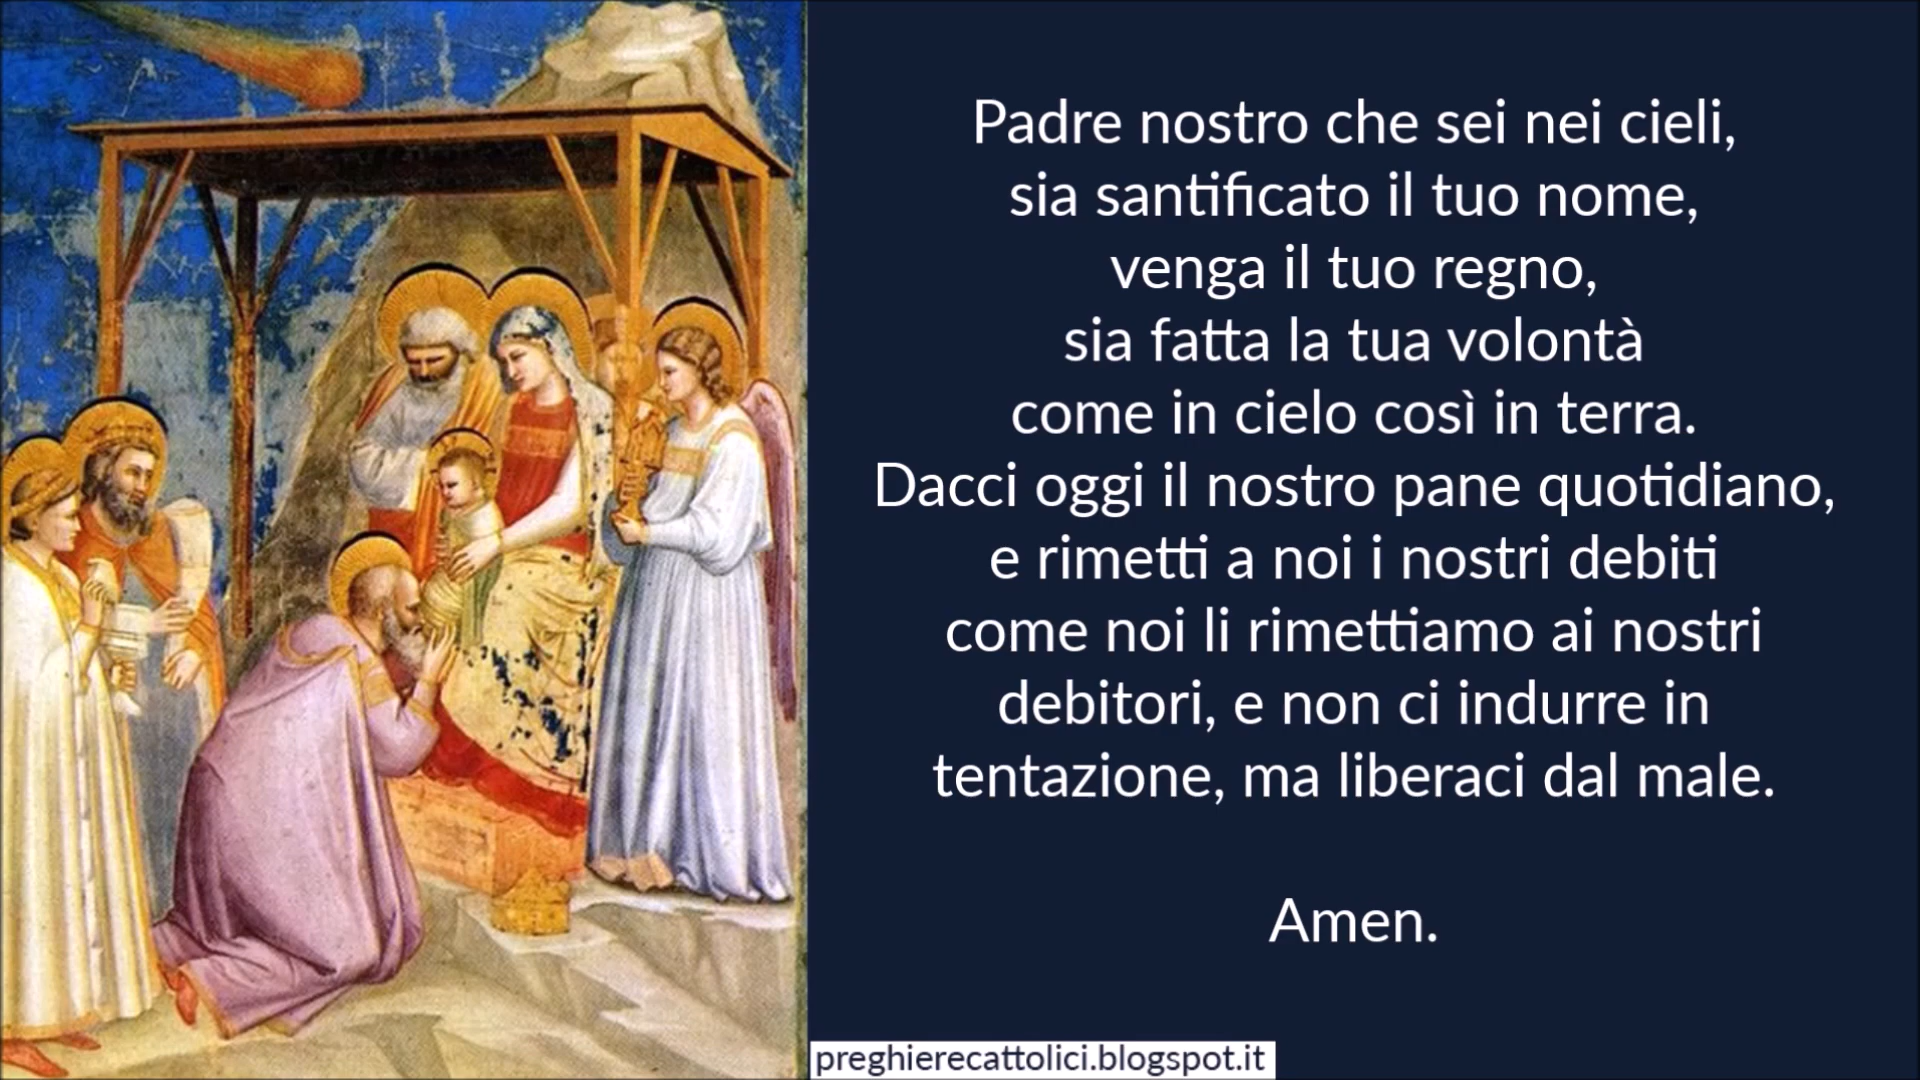 Padre nostro che sei nei cieli,
sia santificato il tuo nome,
venga il tuo regno,
sia fatta la tua volontà
come in cielo così in terra.
Dacci oggi il nostro pane quotidiano,
e rimetti a noi i nostri debiti
come noi li rimettiamo ai nostri
debitori, e non ci indurre in
tentazione, ma liberaci dal male.
Amen.
preghierecattolici.blogspot.it